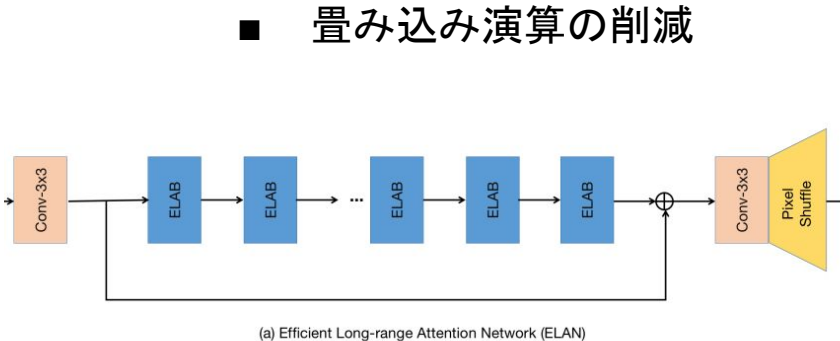 ■ 畳み込み演算の削減
Conv-3x3
ELAB
ELAB
...
ELAB
ELAB
ELAB
Conv-3x3
Pixel
Shuffle
(a) Efficient Long-range Attention Network (ELAN)